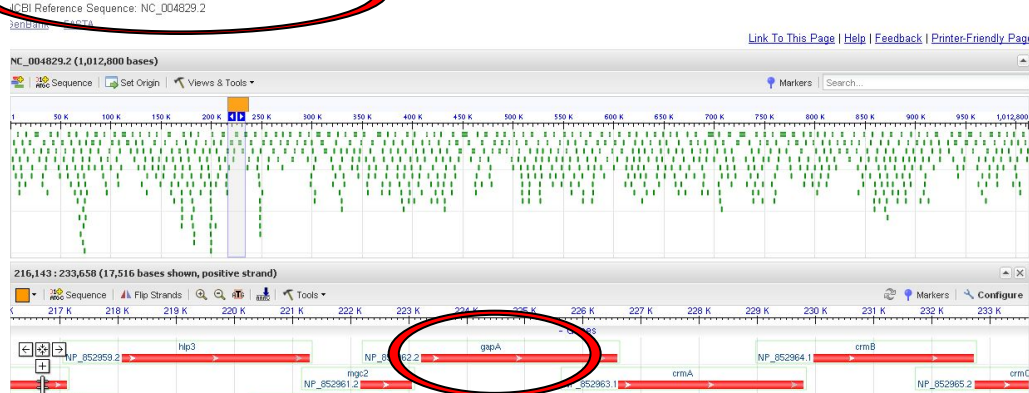 NCBI Reference Sequence: NC_004829.2
GenBank FASTA
Link To This Page | Help | Feedback | Printer-Friendly Page
NC_004829.2 (1,012,800 bases)
Sequence Set Origin Views & Tools Markers Search...
1 50 K 100 K 150 K 200 K 250 K 300 K 350 K 400 K 450 K 500 K 550 K 600 K 650 K 700 K 750 K 800 K 850 K 900 K 950 K 1,012,800
216,143 : 233,658 (17,516 bases shown, positive strand)
Sequence Flip Strands Tools Markers Configure
K 217 K 218 K 219 K 220 K 221 K 222 K 223 K 224 K 225 K 226 K 227 K 228 K 229 K 230 K 231 K 232 K 233 K
Genes
hlp3 gapA crmB
NP_852959.2 NP_852964.1
mgc2 crmA crmC
NP_852961.2 NP_852963.1 NP_852965.2